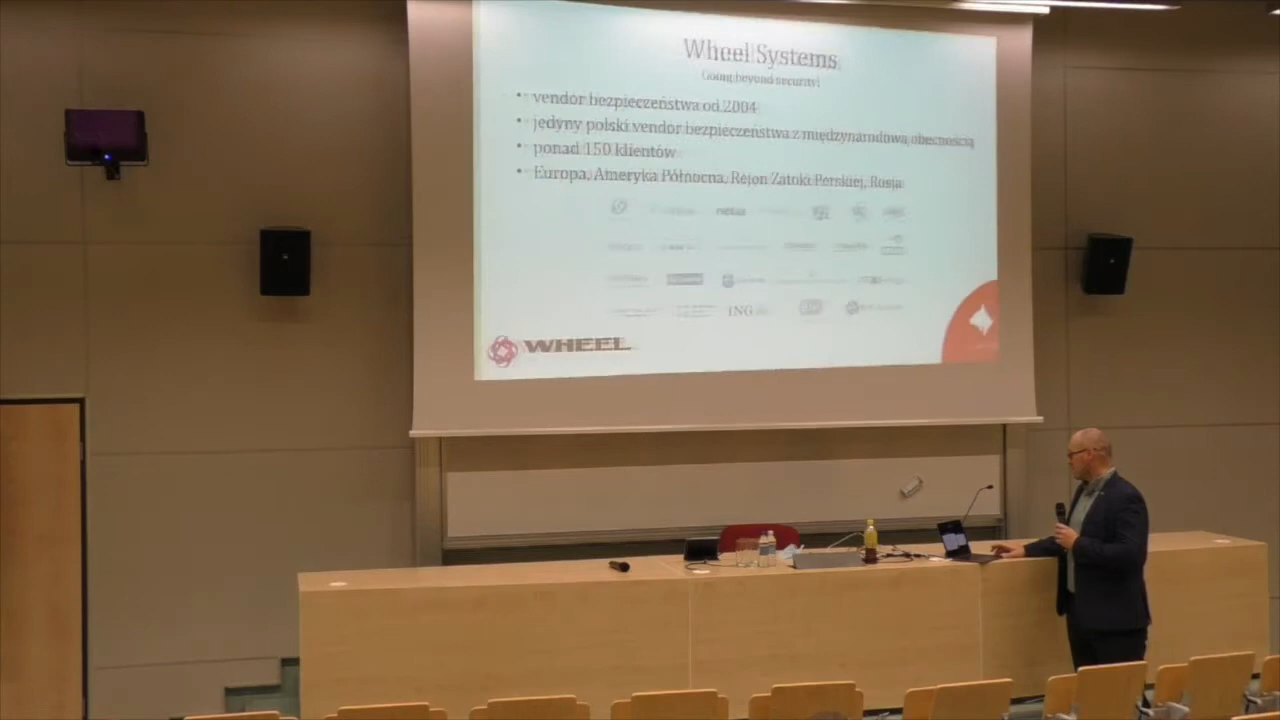 Wheel Systems
Going beyond security!
• vendor bezpieczeństwa od 2004
• jedyny polski vendor bezpieczeństwa z międzynarodową obecnością
• ponad 150 klientów
• Europa, Ameryka Północna, Rejon Zatoki Perskiej, Rosja
ING
WHEEL